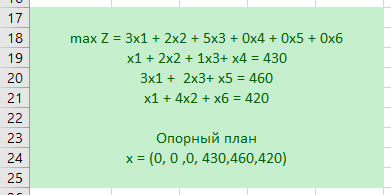 16
17
18 max Z = 3x1 + 2x2 + 5x3 + 0x4 + 0x5 + 0x6
19 x1 + 2x2 + 1x3+ x4 = 430
20 3x1 +  2x3+ x5 = 460
21 x1 + 4x2 + x6 = 420
22
23 Опорный план
24 x = (0, 0 ,0, 430,460,420)
25